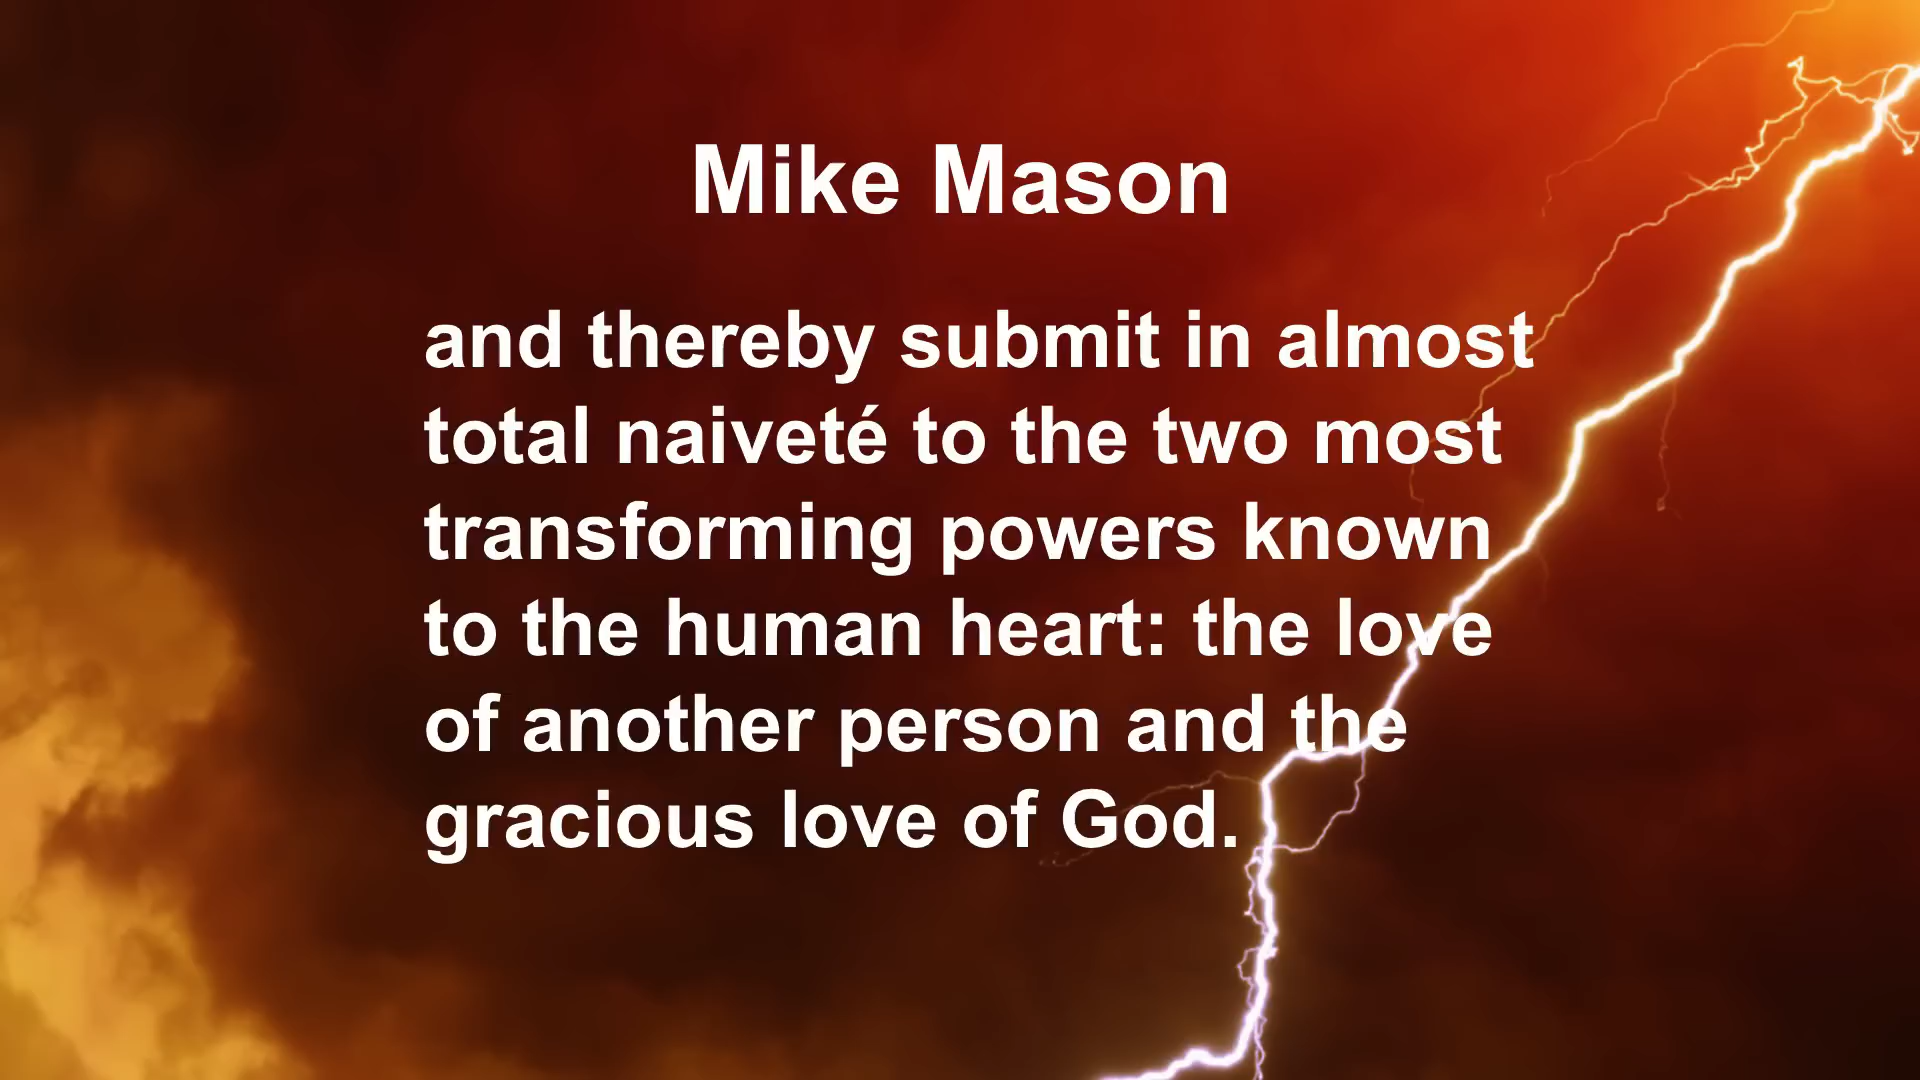 Mike Mason
and thereby submit in almost
total naiveté to the two most
transforming powers known
to the human heart: the love
of another person and the
gracious love of God.